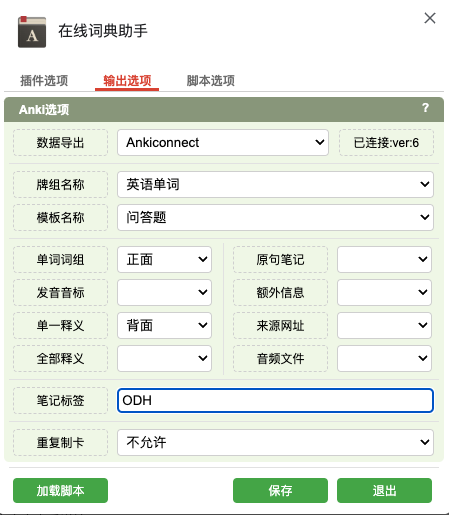 在线词典助手
插件选项 输出选项 脚本选项
Anki选项 ?
数据导出 Ankiconnect 已连接:ver:6
牌组名称 英语单词
模板名称 问答题
单词词组 正面 原句笔记
发音音标 额外信息
单一释义 背面 来源网址
全部释义 音频文件
笔记标签 ODH
重复制卡 不允许
加载脚本 保存 退出